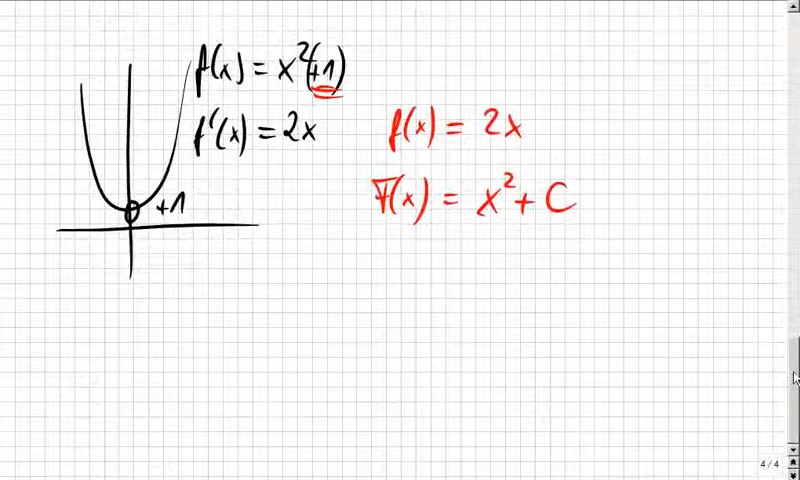 f(x) = x²(+1)
f'(x) = 2x
+1
f(x) = 2x
F(x) = x² + C
4 / 4